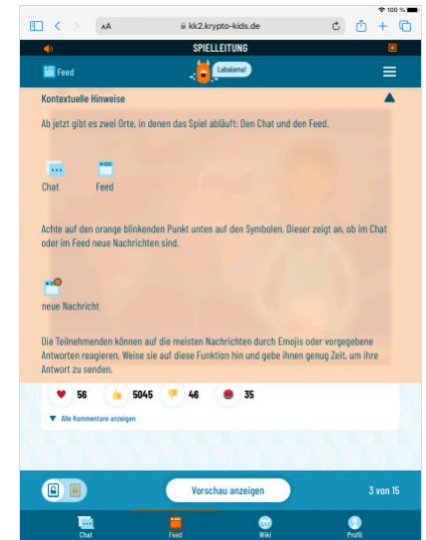 100 %
AA kk2.krypto-kids.de
SPIELLEITUNG
Feed Labalama!
Kontextuelle Hinweise
Ab jetzt gibt es zwei Orte, in denen das Spiel abläuft: Den Chat und den Feed.
Chat Feed
Achte auf den orange blinkenden Punkt unten auf den Symbolen. Dieser zeigt an, ob im Chat
oder im Feed neue Nachrichten sind.
neue Nachricht
Die Teilnehmenden können auf die meisten Nachrichten durch Emojis oder vorgegebene
Antworten reagieren. Weise sie auf diese Funktion hin und gebe ihnen genug Zeit, um ihre
Antwort zu senden.
56 5045 46 35
Alle Kommentare anzeigen
Vorschau anzeigen 3 von 15
Chat Feed Wiki Profil